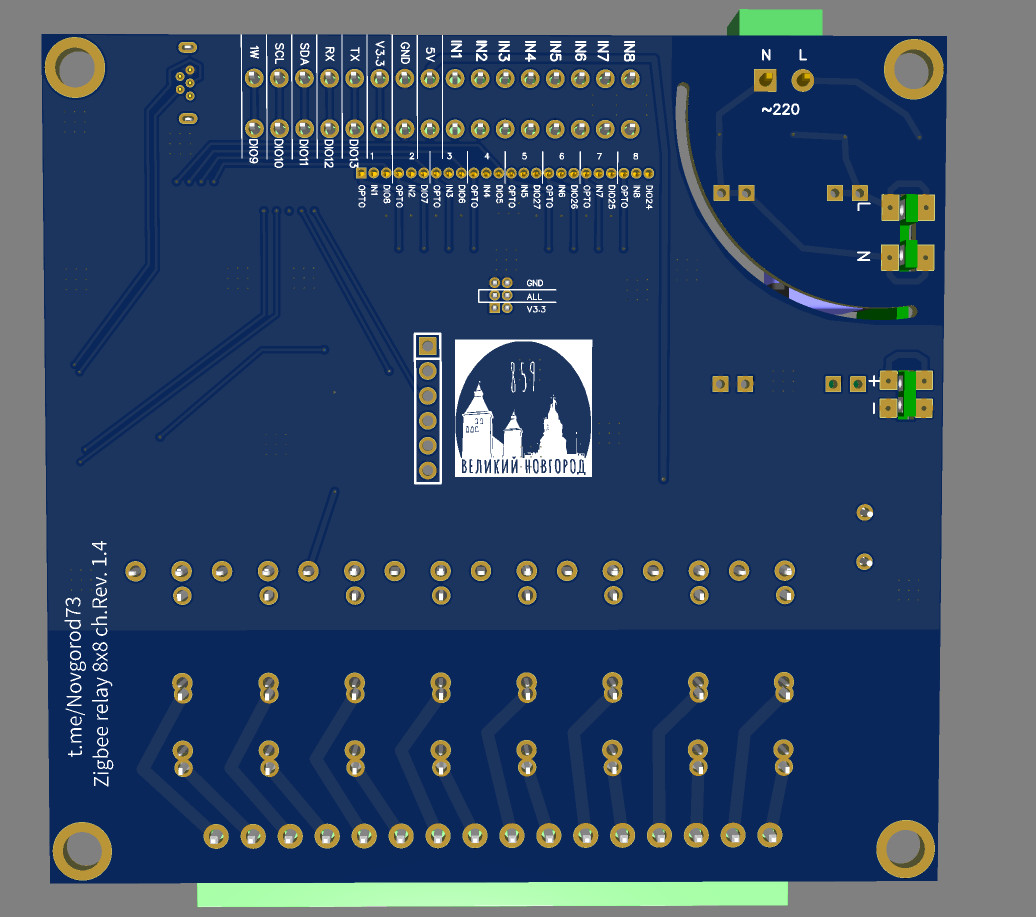 1W SCL SDA RX TX V3.3 GND 5V IN1 IN2 IN3 IN4 IN5 IN6 IN7 IN8
N L
~220
DIO9 DIO10 DIO11 DIO12 DIO13
1 2 3 4 5 6 7 8
OPTO IN1 DIO8 OPTO IN2 DIO7 OPTO IN3 DIO6 OPTO IN4 DIO5 OPTO IN5 DIO27 OPTO IN6 DIO26 OPTO IN7 DIO25 OPTO IN8 DIO24
L
N
GND
ALL
V3.3
859
ВЕЛИКИЙ·НОВГОРОД
+
–
t.me/Novgorod73
Zigbee relay 8x8 ch.Rev. 1.4